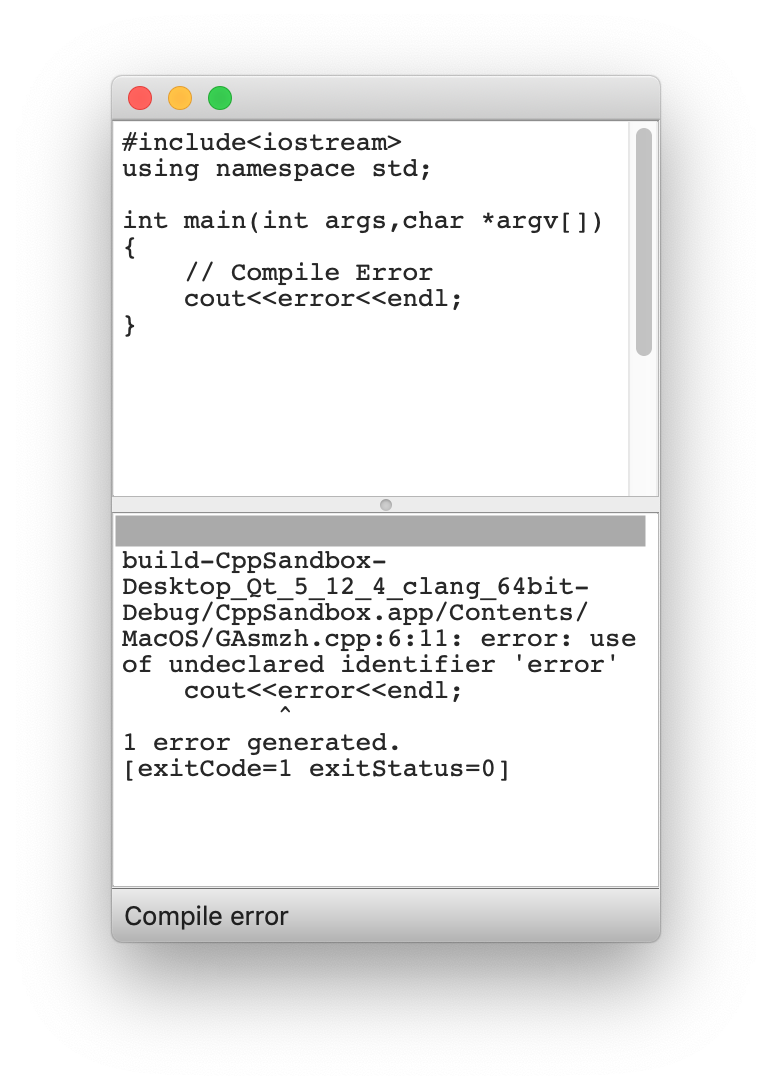 #include<iostream>
using namespace std;
int main(int args,char *argv[])
{
    // Compile Error
    cout<<error<<endl;
}
build-CppSandbox-
Desktop_Qt_5_12_4_clang_64bit-
Debug/CppSandbox.app/Contents/
MacOS/GAsmzh.cpp:6:11: error: use
of undeclared identifier 'error'
    cout<<error<<endl;
          ^
1 error generated.
[exitCode=1 exitStatus=0]
Compile error